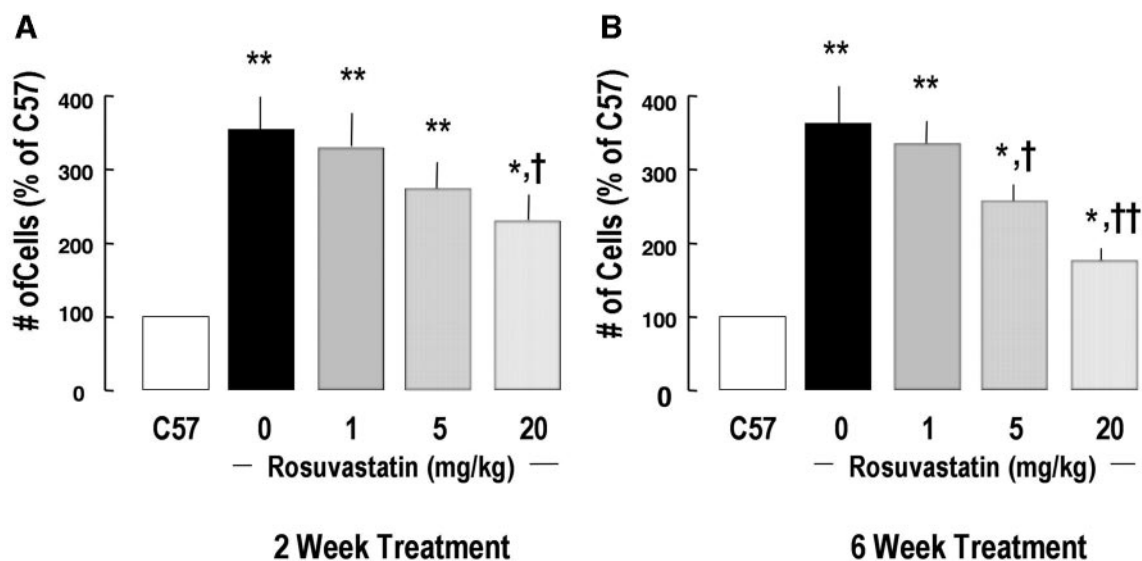 A
# ofCells (% of C57)
400
300
200
100
0
**
**
**
*,†
C57 0 1 5 20
— Rosuvastatin (mg/kg) —
2 Week Treatment
B
# of Cells (% of C57)
400
300
200
100
0
**
**
*,†
*,††
C57 0 1 5 20
— Rosuvastatin (mg/kg) —
6 Week Treatment